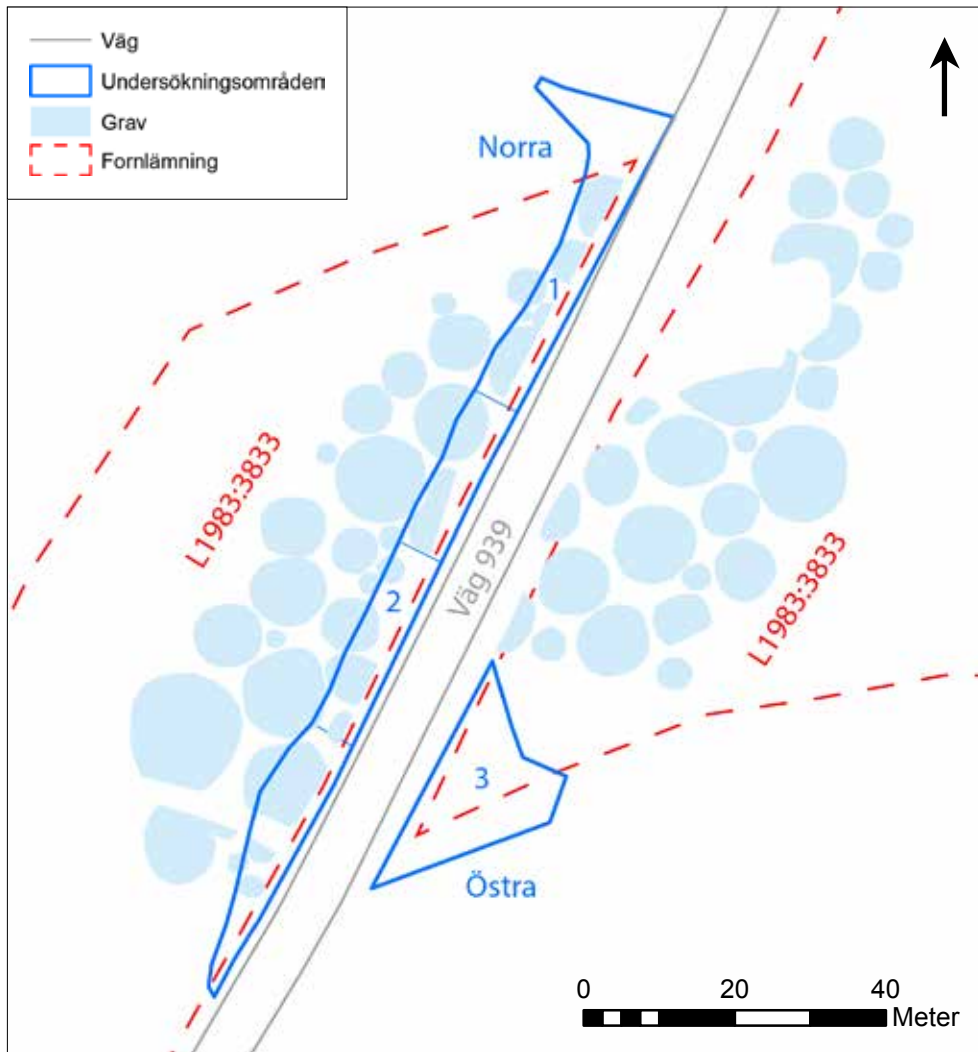 Väg
Undersökningsområden
Grav
Fornlämning
Norra
1
L1983:3833
Väg 939
2
L1983:3833
3
Östra
0 20 40
Meter